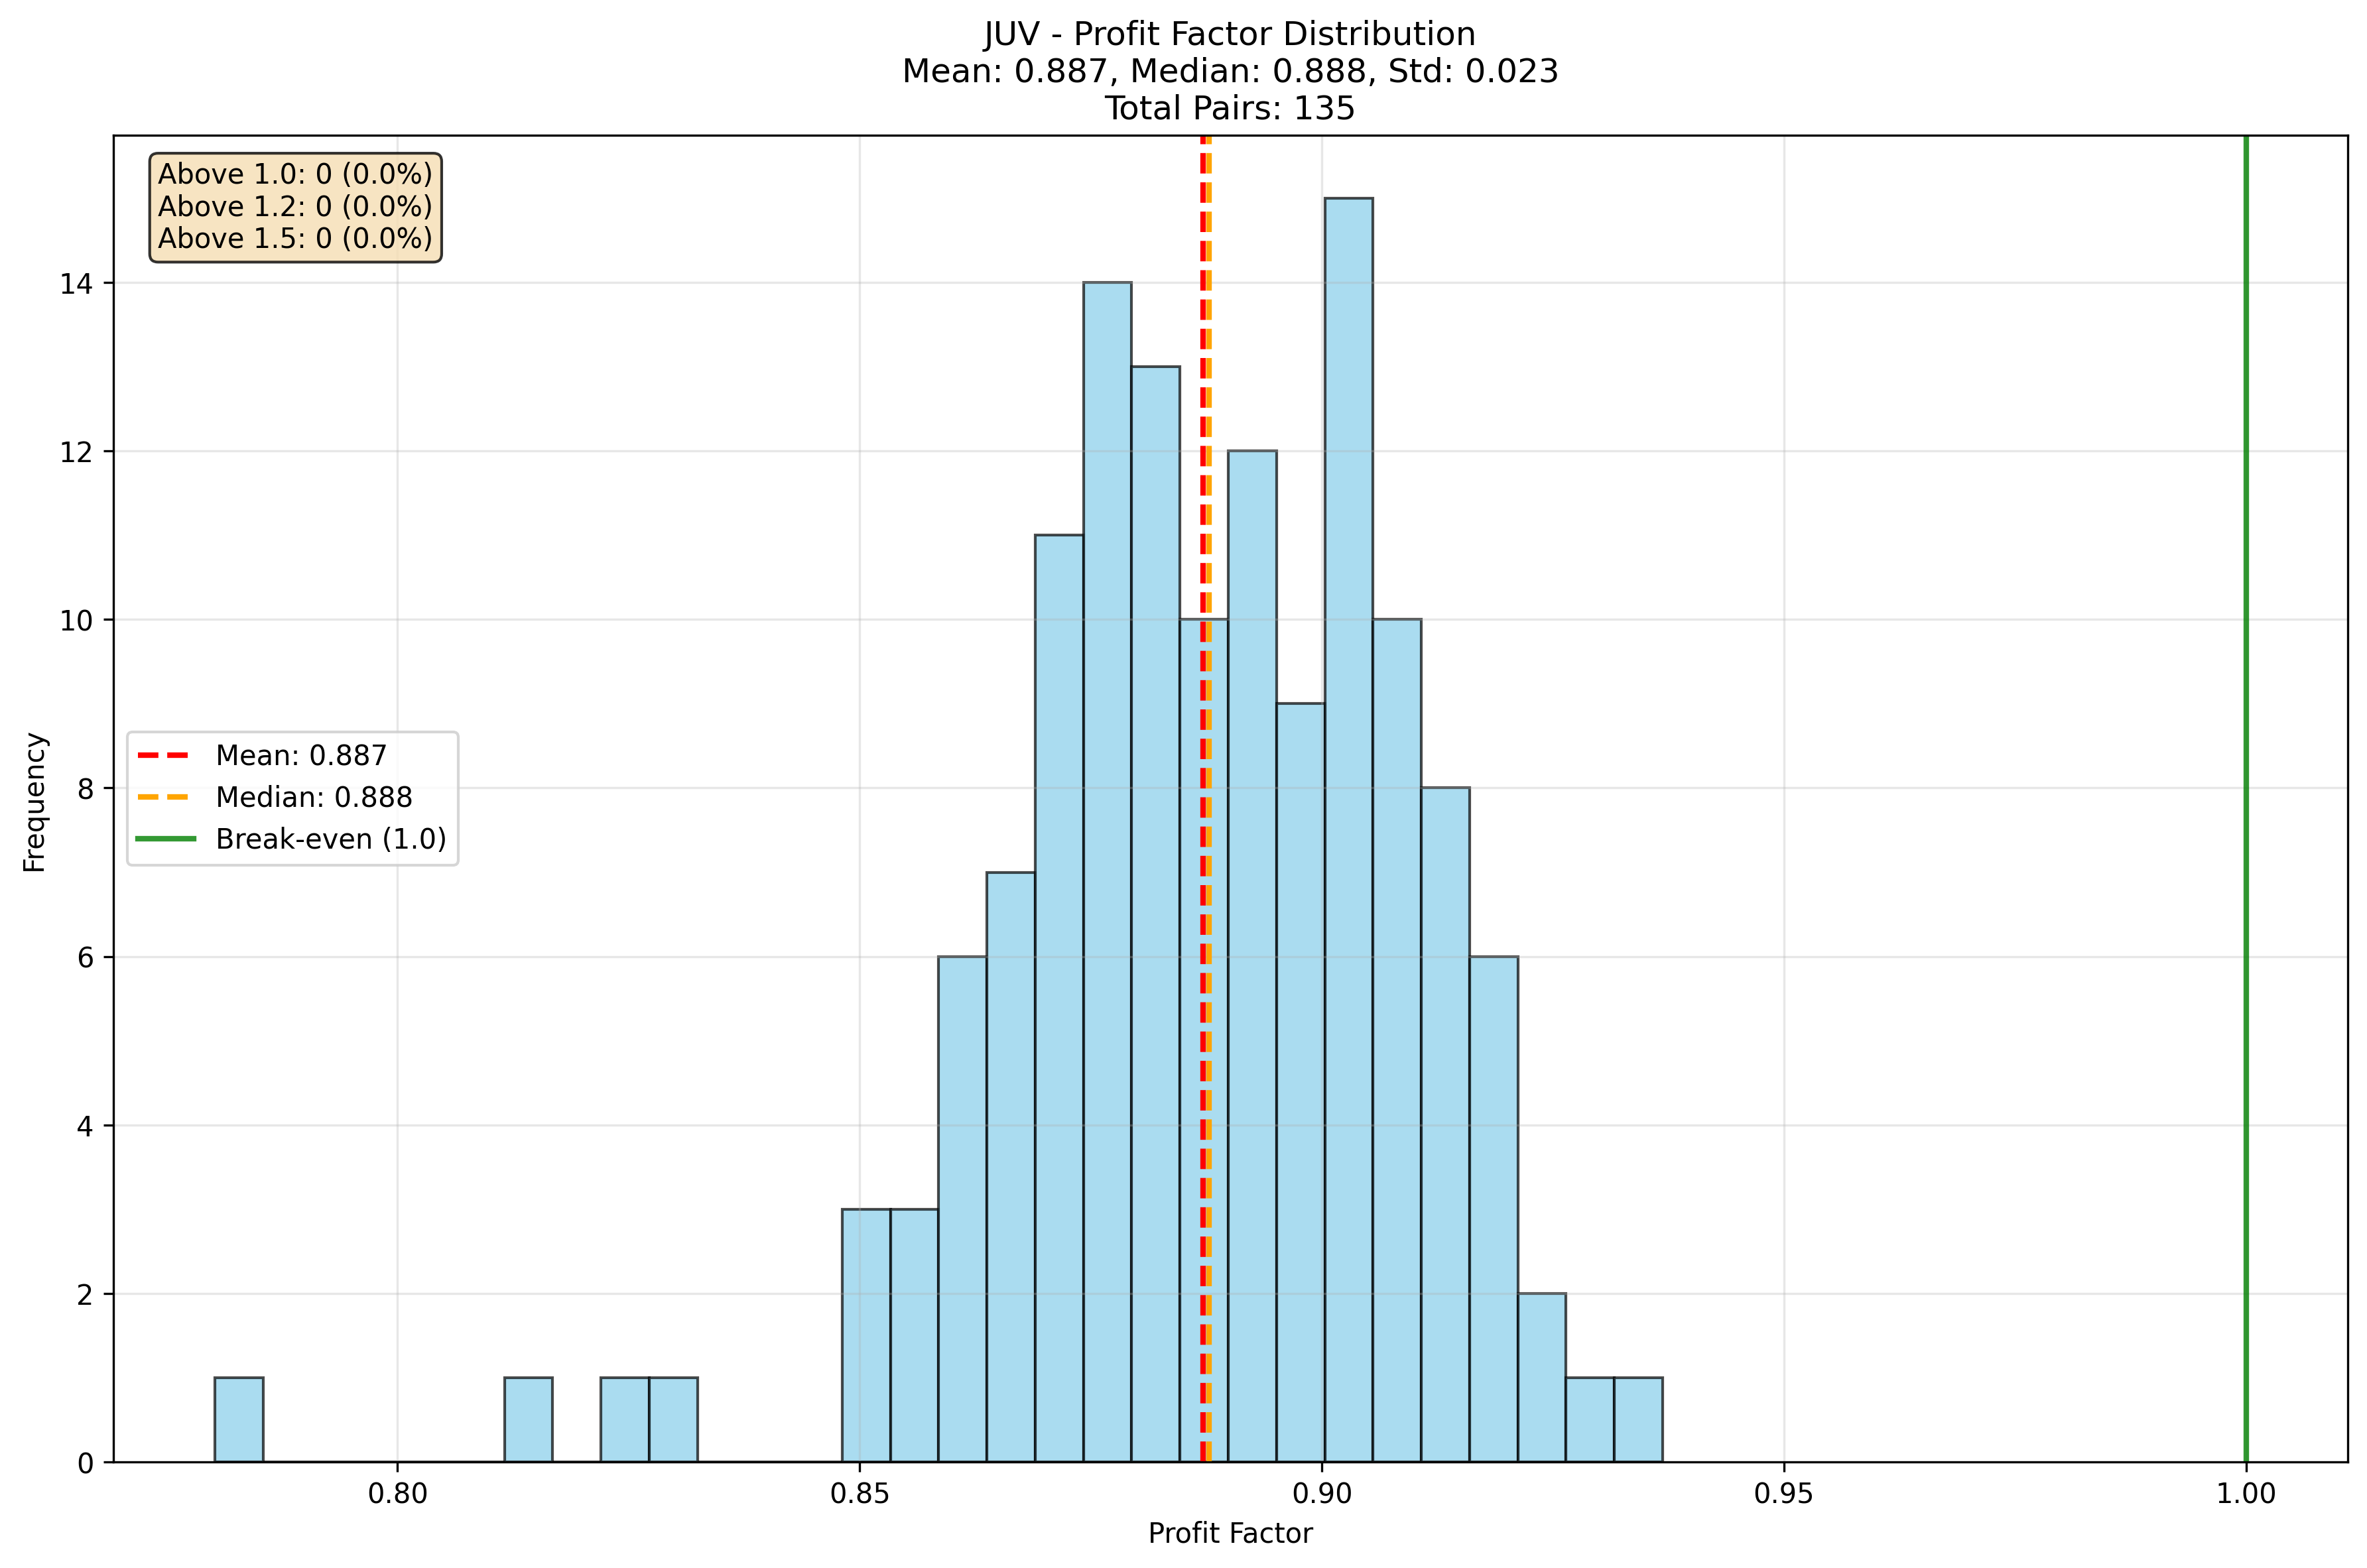 JUV - Profit Factor Distribution
Mean: 0.887, Median: 0.888, Std: 0.023
Total Pairs: 135
Above 1.0: 0 (0.0%)
Above 1.2: 0 (0.0%)
Above 1.5: 0 (0.0%)
14
12
10
8
6
4
2
0
Frequency
Mean: 0.887
Median: 0.888
Break-even (1.0)
0.80
0.85
0.90
0.95
1.00
Profit Factor